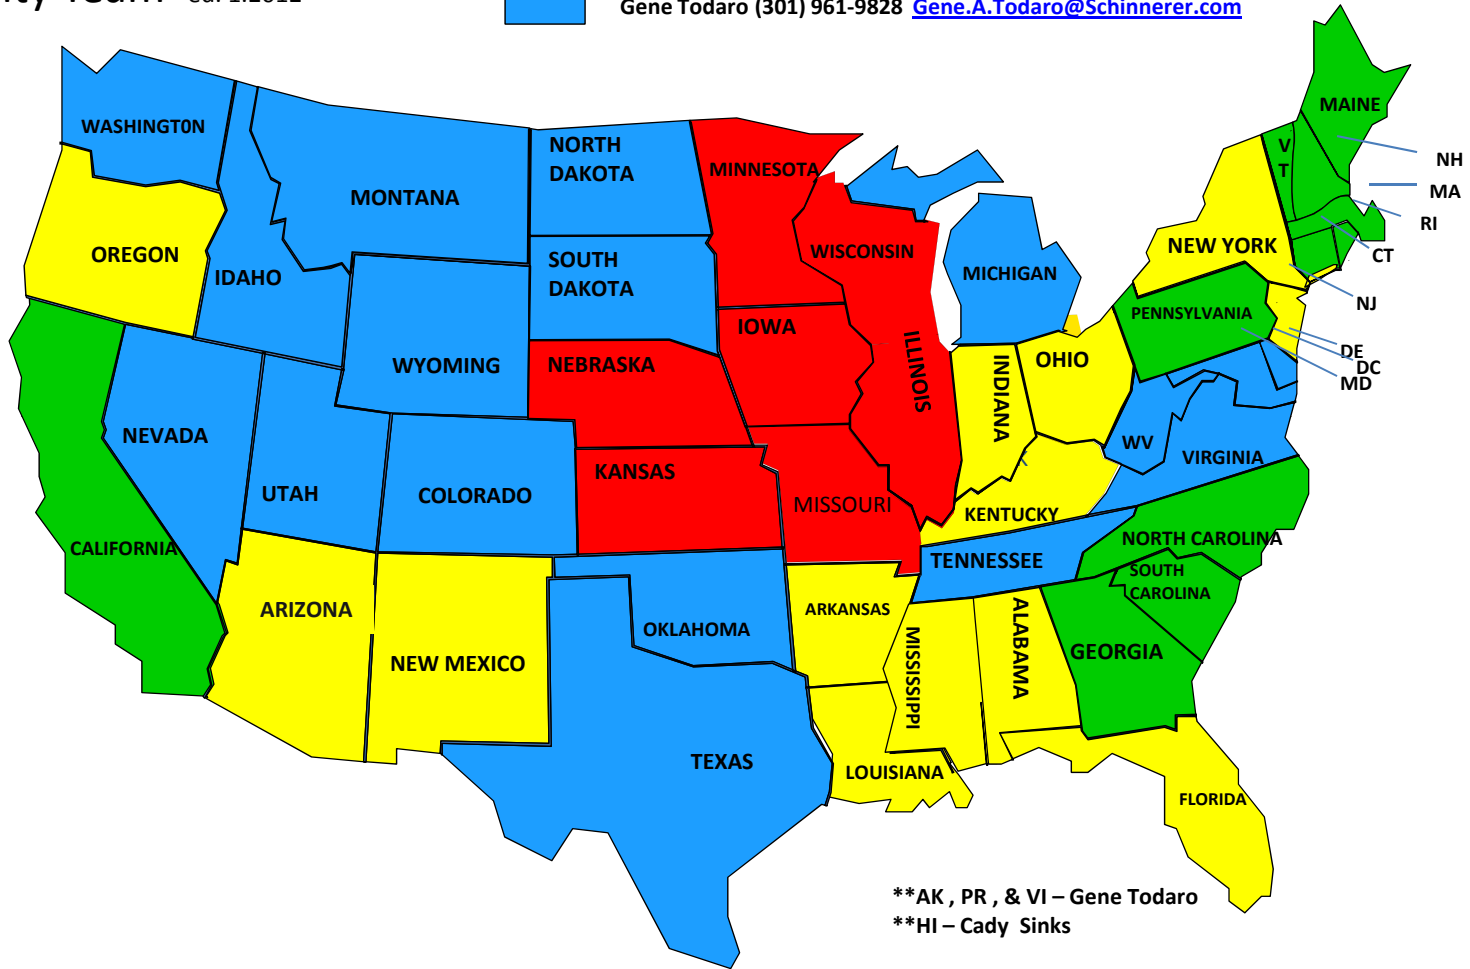 Gene Todaro (301) 961-9828 Gene.A.Todaro@Schinnerer.com
MAINE
WASHINGT0N
NORTH
DAKOTA
V
T
NH
MINNESOTA
MONTANA
MA
RI
OREGON
WISCONSIN
NEW YORK
CT
SOUTH
DAKOTA
IDAHO
MICHIGAN
NJ
PENNSYLVANIA
IOWA
ILLINOIS
DE
DC
MD
WYOMING
NEBRASKA
INDIANA
OHIO
NEVADA
WV
VIRGINIA
UTAH
COLORADO
KANSAS
MISSOURI
KENTUCKY
CALIFORNIA
NORTH CAROLINA
TENNESSEE
SOUTH
CAROLINA
ARIZONA
ARKANSAS
OKLAHOMA
MISSISSIPPI
ALABAMA
GEORGIA
NEW MEXICO
TEXAS
LOUISIANA
FLORIDA
**AK , PR , & VI – Gene Todaro
**HI – Cady Sinks